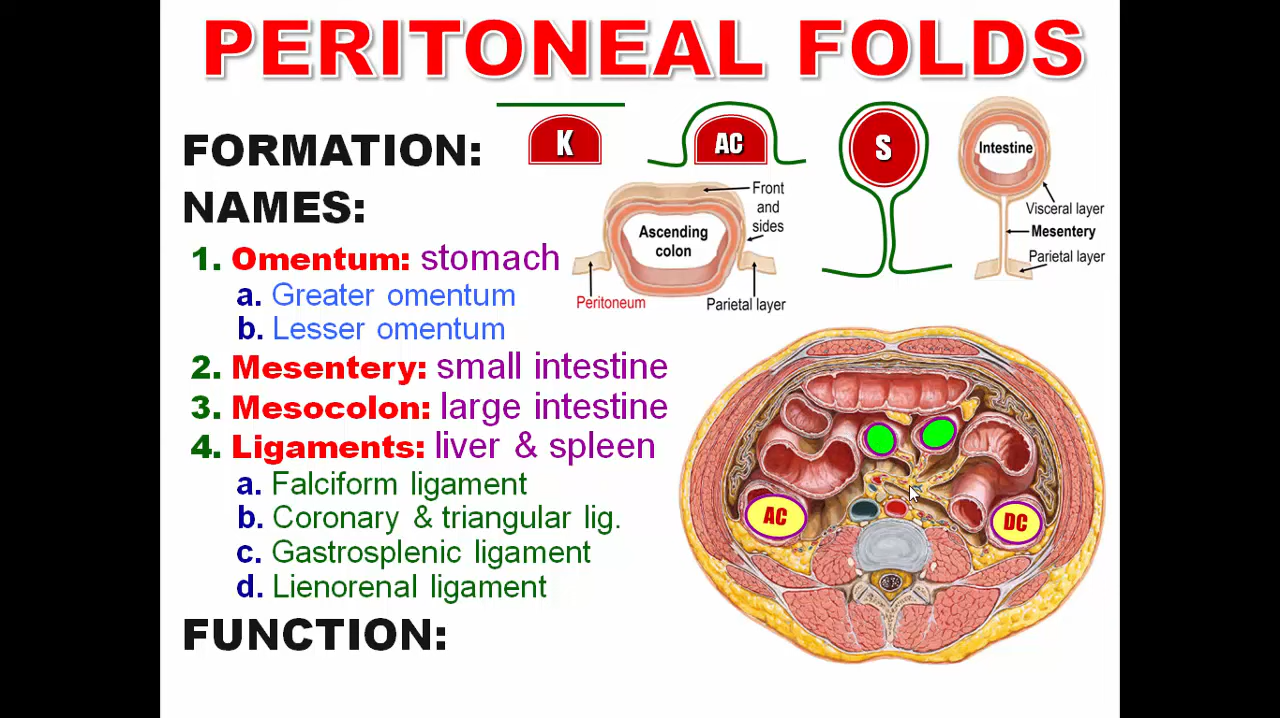 PERITONEAL FOLDS
FORMATION:
K
AC
S
Intestine
Visceral layer
Mesentery
Parietal layer
Front
and
sides
Ascending
colon
Peritoneum
Parietal layer
NAMES:
1. Omentum: stomach
a. Greater omentum
b. Lesser omentum
2. Mesentery: small intestine
3. Mesocolon: large intestine
4. Ligaments: liver & spleen
a. Falciform ligament
b. Coronary & triangular lig.
c. Gastrosplenic ligament
d. Lienorenal ligament
AC
DC
FUNCTION: